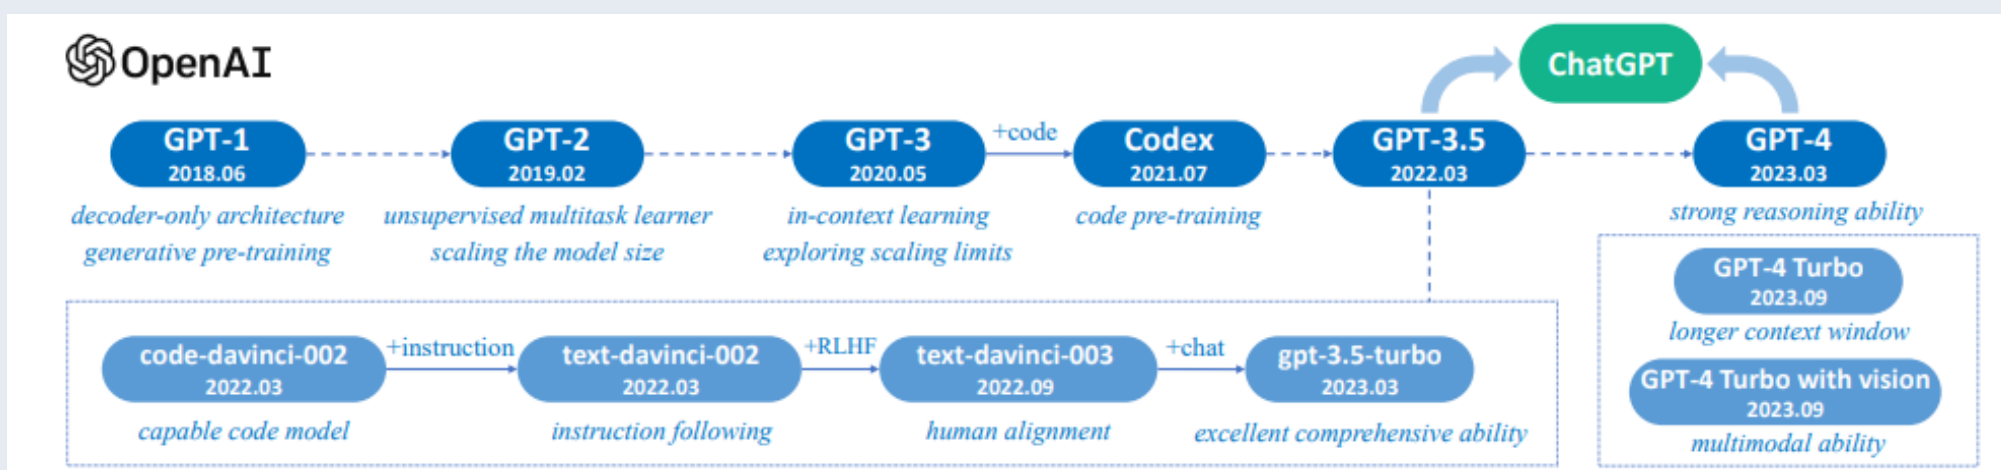 OpenAI
ChatGPT
GPT-1
2018.06
decoder-only architecture
generative pre-training
GPT-2
2019.02
unsupervised multitask learner
scaling the model size
GPT-3
2020.05
in-context learning
exploring scaling limits
+code
Codex
2021.07
code pre-training
GPT-3.5
2022.03
GPT-4
2023.03
strong reasoning ability
code-davinci-002
2022.03
capable code model
+instruction
text-davinci-002
2022.03
instruction following
+RLHF
text-davinci-003
2022.09
human alignment
+chat
gpt-3.5-turbo
2023.03
excellent comprehensive ability
GPT-4 Turbo
2023.09
longer context window
GPT-4 Turbo with vision
2023.09
multimodal ability